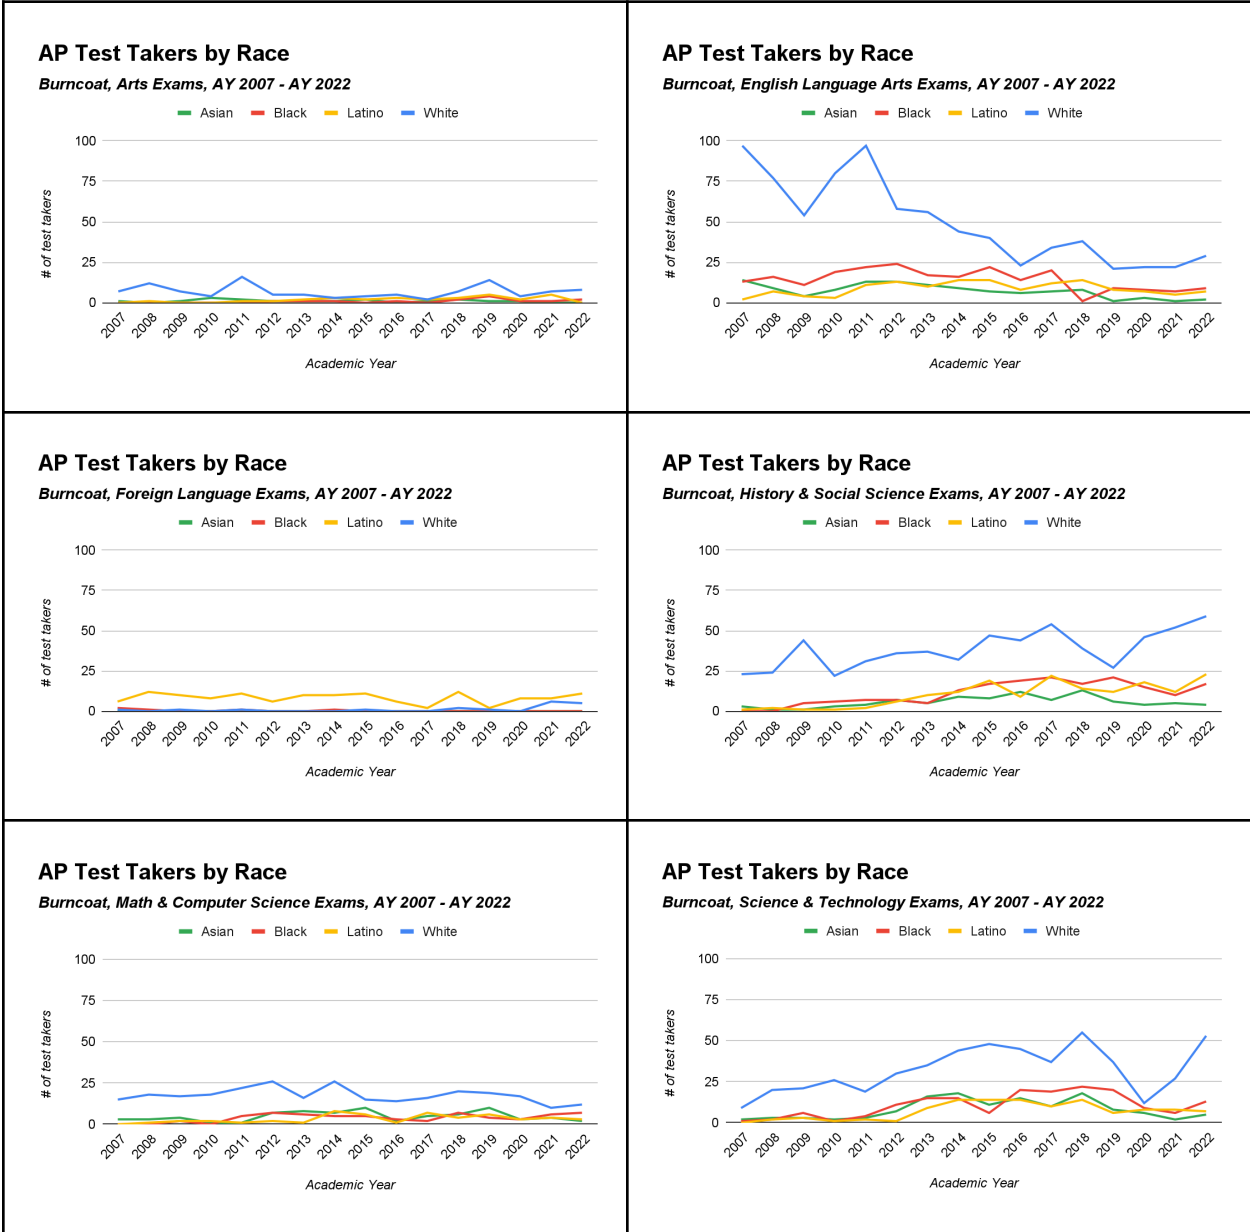 AP Test Takers by Race
Burncoat, Arts Exams, AY 2007 - AY 2022
Asian Black Latino White
100
75
50
25
0
# of test takers
2007 2008 2009 2010 2011 2012 2013 2014 2015 2016 2017 2018 2019 2020 2021 2022
Academic Year
AP Test Takers by Race
Burncoat, English Language Arts Exams, AY 2007 - AY 2022
Asian Black Latino White
100
75
50
25
0
# of test takers
2007 2008 2009 2010 2011 2012 2013 2014 2015 2016 2017 2018 2019 2020 2021 2022
Academic Year
AP Test Takers by Race
Burncoat, Foreign Language Exams, AY 2007 - AY 2022
Asian Black Latino White
100
75
50
25
0
# of test takers
2007 2008 2009 2010 2011 2012 2013 2014 2015 2016 2017 2018 2019 2020 2021 2022
Academic Year
AP Test Takers by Race
Burncoat, History & Social Science Exams, AY 2007 - AY 2022
Asian Black Latino White
100
75
50
25
0
# of test takers
2007 2008 2009 2010 2011 2012 2013 2014 2015 2016 2017 2018 2019 2020 2021 2022
Academic Year
AP Test Takers by Race
Burncoat, Math & Computer Science Exams, AY 2007 - AY 2022
Asian Black Latino White
100
75
50
25
0
# of test takers
2007 2008 2009 2010 2011 2012 2013 2014 2015 2016 2017 2018 2019 2020 2021 2022
Academic Year
AP Test Takers by Race
Burncoat, Science & Technology Exams, AY 2007 - AY 2022
Asian Black Latino White
100
75
50
25
0
# of test takers
2007 2008 2009 2010 2011 2012 2013 2014 2015 2016 2017 2018 2019 2020 2021 2022
Academic Year